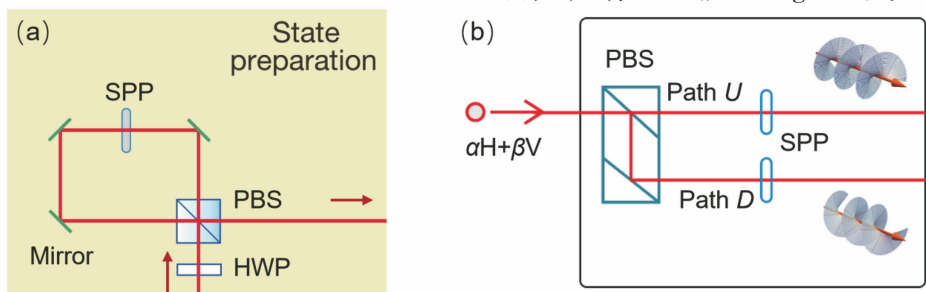 (a)
State
preparation
SPP
PBS
Mirror
HWP
(b)
PBS
Path U
αH+βV
SPP
Path D